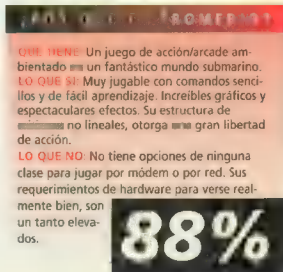 QUE TIENE: Un juego de acción/arcade am-
bientado un fantástico mundo submarino.
LO QUE SI: Muy jugable con comandos senci-
llos y de fácil aprendizaje. Increíbles gráficos y
espectaculares efectos. Su estructura de
no lineales, otorga gran libertad
de acción.
LO QUE NO: No tiene opciones de ninguna
clase para jugar por módem o por red. Sus
requerimientos de hardware para verse real-
mente bien, son
un tanto eleva-
dos.
88%